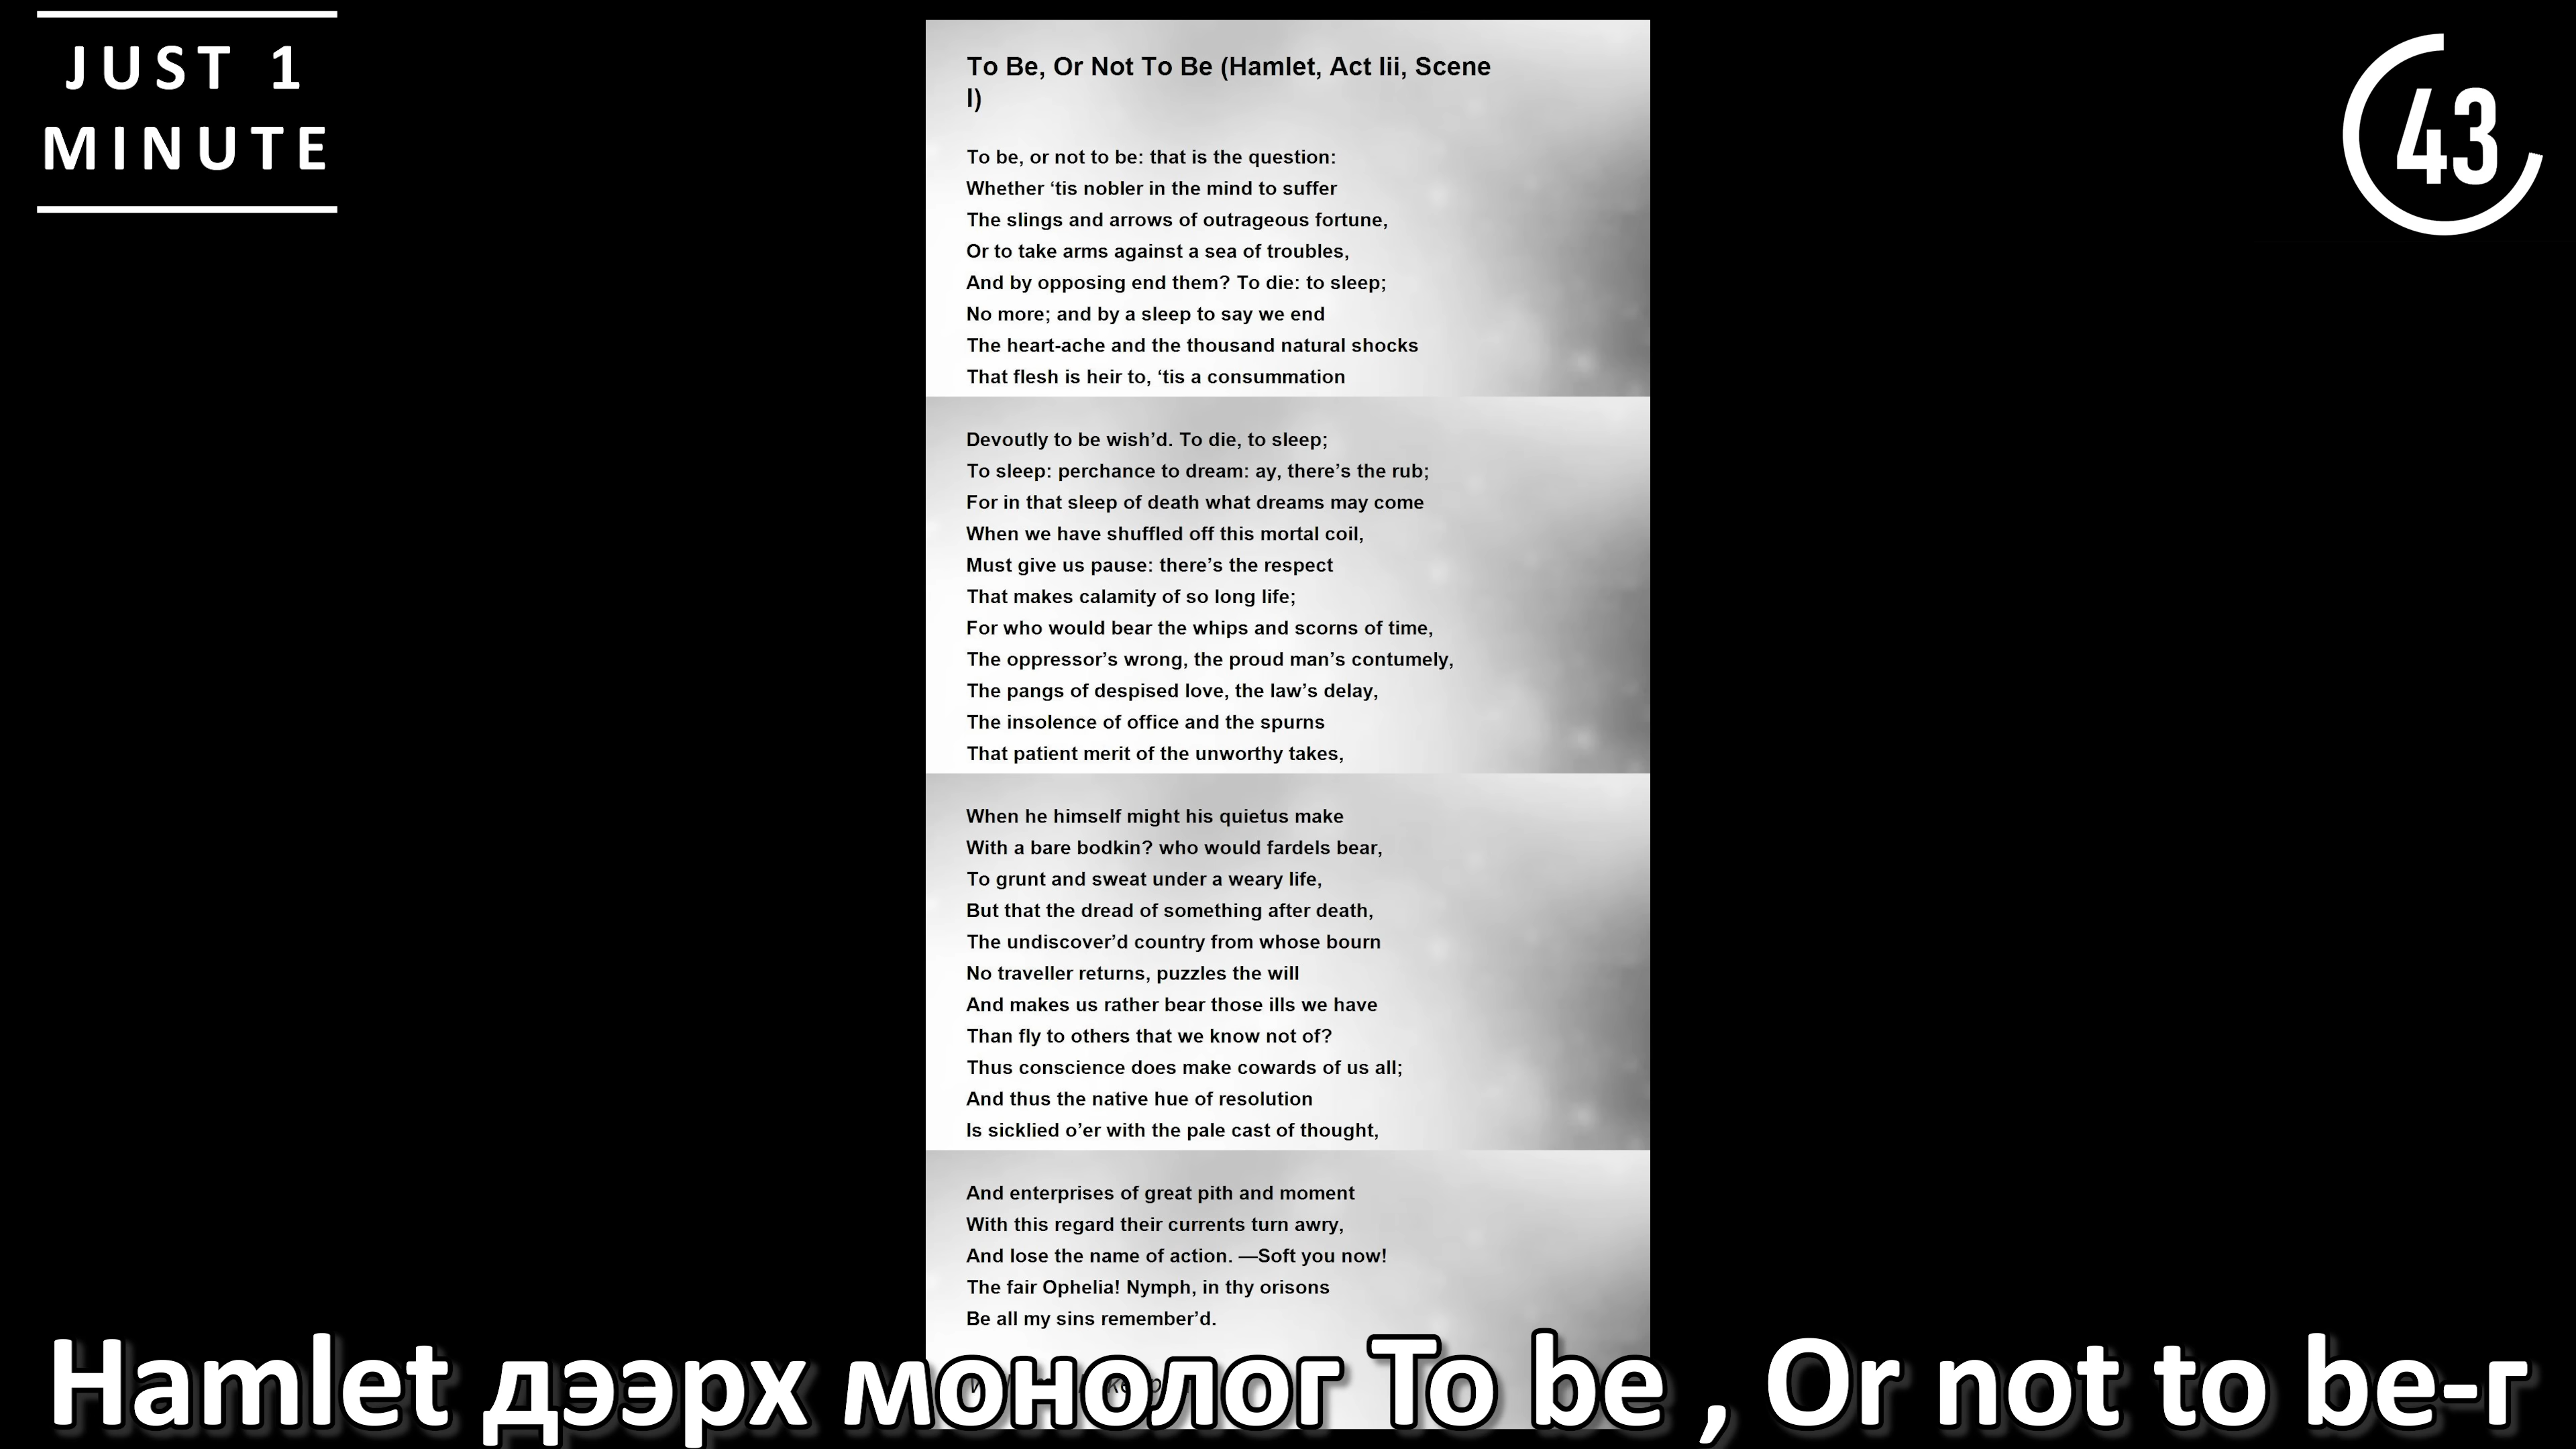 JUST 1
MINUTE
43
To Be, Or Not To Be (Hamlet, Act Iii, Scene
I)
To be, or not to be: that is the question:
Whether ‘tis nobler in the mind to suffer
The slings and arrows of outrageous fortune,
Or to take arms against a sea of troubles,
And by opposing end them? To die: to sleep;
No more; and by a sleep to say we end
The heart-ache and the thousand natural shocks
That flesh is heir to, ‘tis a consummation
Devoutly to be wish’d. To die, to sleep;
To sleep: perchance to dream: ay, there’s the rub;
For in that sleep of death what dreams may come
When we have shuffled off this mortal coil,
Must give us pause: there’s the respect
That makes calamity of so long life;
For who would bear the whips and scorns of time,
The oppressor’s wrong, the proud man’s contumely,
The pangs of despised love, the law’s delay,
The insolence of office and the spurns
That patient merit of the unworthy takes,
When he himself might his quietus make
With a bare bodkin? who would fardels bear,
To grunt and sweat under a weary life,
But that the dread of something after death,
The undiscover’d country from whose bourn
No traveller returns, puzzles the will
And makes us rather bear those ills we have
Than fly to others that we know not of?
Thus conscience does make cowards of us all;
And thus the native hue of resolution
Is sicklied o’er with the pale cast of thought,
And enterprises of great pith and moment
With this regard their currents turn awry,
And lose the name of action. —Soft you now!
The fair Ophelia! Nymph, in thy orisons
Be all my sins remember’d.
Hamlet дээрх монолог To be , Or not to be-г